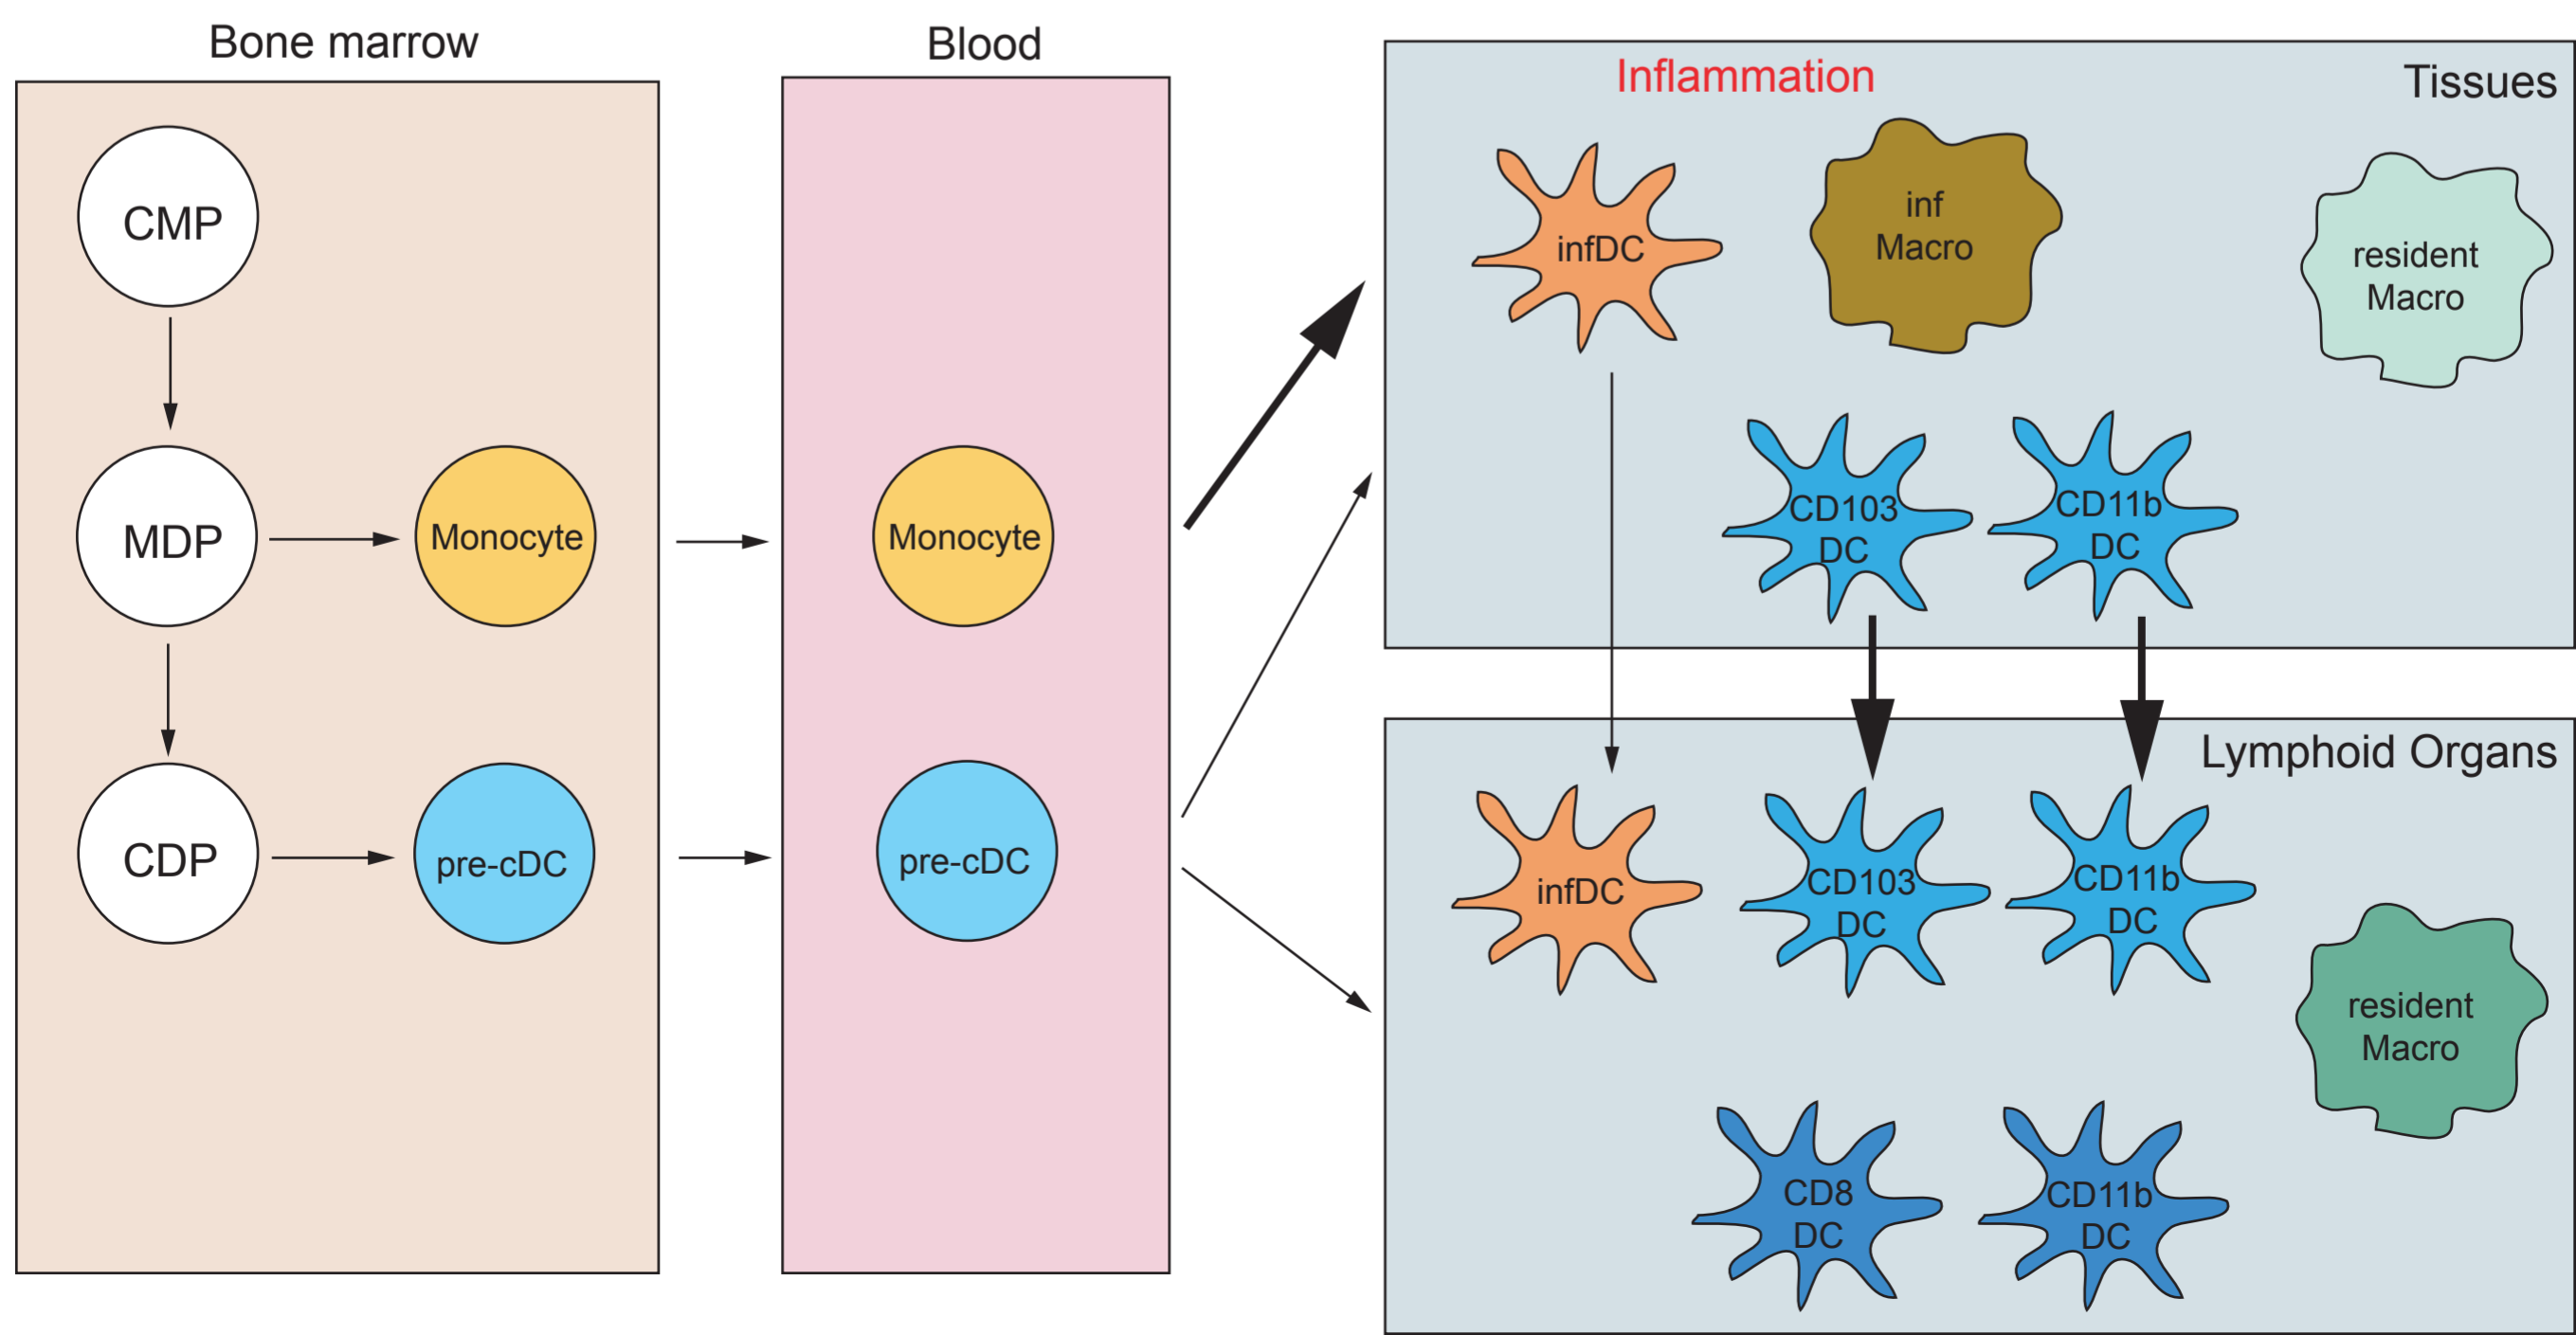 Bone marrow
CMP
MDP
Monocyte
CDP
pre-cDC
Blood
Monocyte
pre-cDC
Inflammation
Tissues
infDC
inf
Macro
resident
Macro
CD103
DC
CD11b
DC
Lymphoid Organs
infDC
CD103
DC
CD11b
DC
resident
Macro
CD8
DC
CD11b
DC